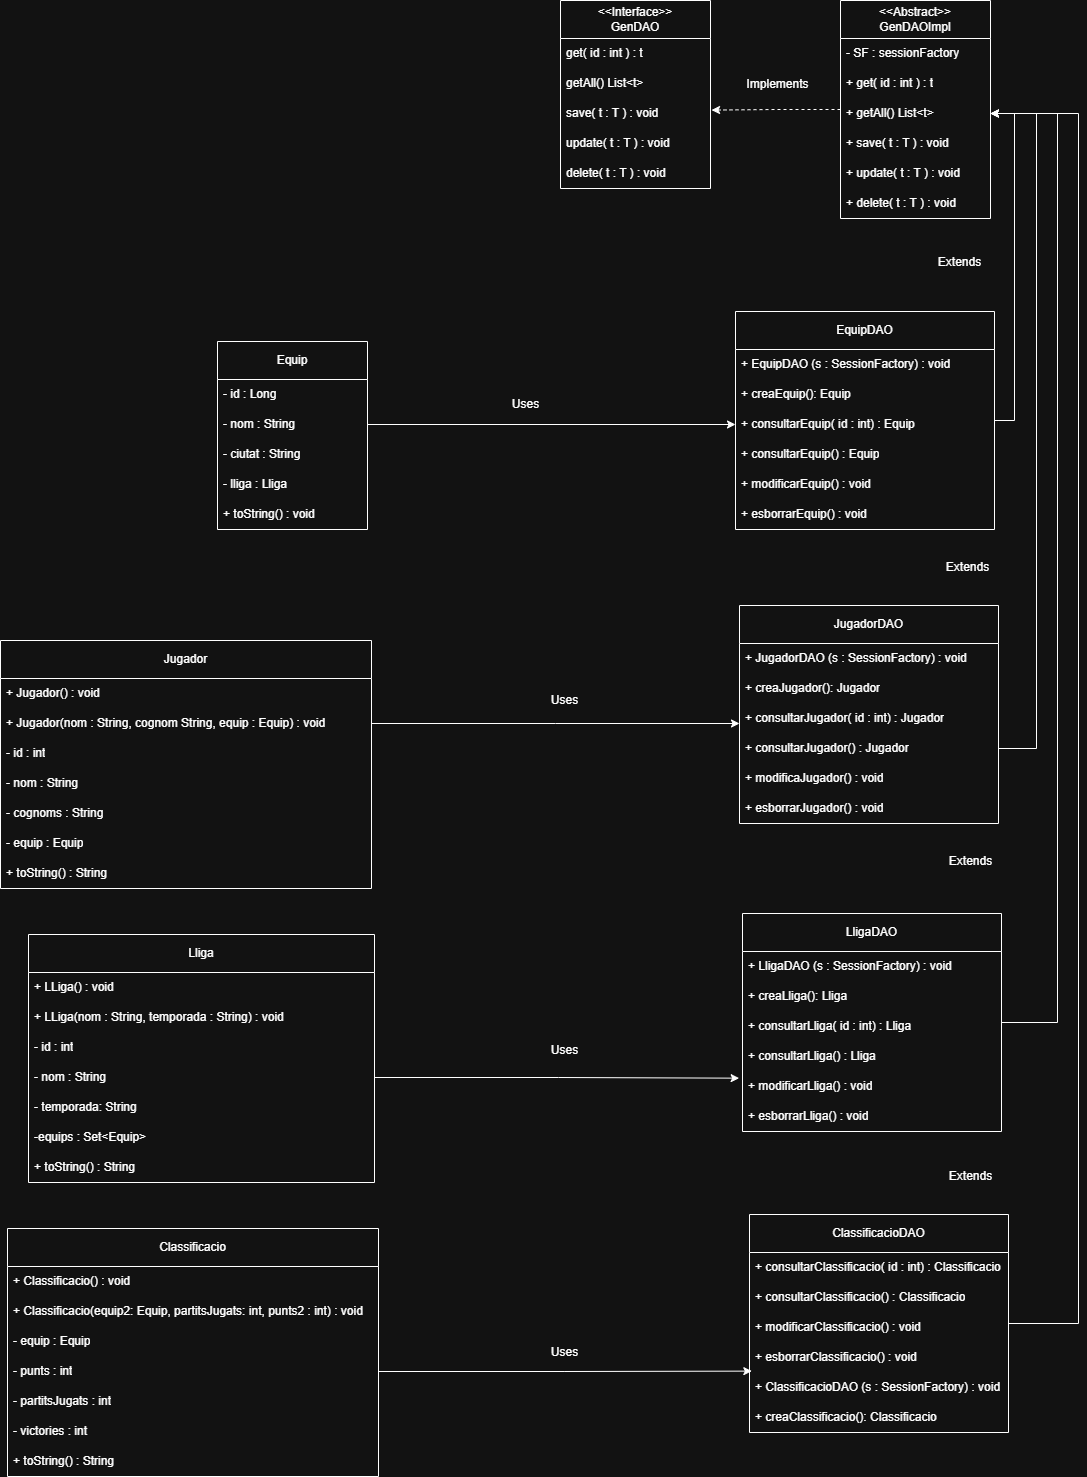 <<Interface>>
GenDAO
get( id : int ) : t
getAll() List<t>
save( t : T ) : void
update( t : T ) : void
delete( t : T ) : void
Implements
<<Abstract>>
GenDAOImpl
- SF : sessionFactory
+ get( id : int ) : t
+ getAll() List<t>
+ save( t : T ) : void
+ update( t : T ) : void
+ delete( t : T ) : void
Extends
Equip
- id : Long
- nom : String
- ciutat : String
- lliga : Lliga
+ toString() : void
Uses
EquipDAO
+ EquipDAO (s : SessionFactory) : void
+ creaEquip(): Equip
+ consultarEquip( id : int) : Equip
+ consultarEquip() : Equip
+ modificarEquip() : void
+ esborrarEquip() : void
Extends
Jugador
+ Jugador() : void
+ Jugador(nom : String, cognom String, equip : Equip) : void
- id : int
- nom : String
- cognoms : String
- equip : Equip
+ toString() : String
Uses
JugadorDAO
+ JugadorDAO (s : SessionFactory) : void
+ creaJugador(): Jugador
+ consultarJugador( id : int) : Jugador
+ consultarJugador() : Jugador
+ modificaJugador() : void
+ esborrarJugador() : void
Extends
Lliga
+ LLiga() : void
+ LLiga(nom : String, temporada : String) : void
- id : int
- nom : String
- temporada: String
-equips : Set<Equip>
+ toString() : String
Uses
LligaDAO
+ LligaDAO (s : SessionFactory) : void
+ creaLliga(): Lliga
+ consultarLliga( id : int) : Lliga
+ consultarLliga() : Lliga
+ modificarLliga() : void
+ esborrarLliga() : void
Extends
Classificacio
+ Classificacio() : void
+ Classificacio(equip2: Equip, partitsJugats: int, punts2 : int) : void
- equip : Equip
- punts : int
- partitsJugats : int
- victories : int
+ toString() : String
Uses
ClassificacioDAO
+ consultarClassificacio( id : int) : Classificacio
+ consultarClassificacio() : Classificacio
+ modificarClassificacio() : void
+ esborrarClassificacio() : void
+ ClassificacioDAO (s : SessionFactory) : void
+ creaClassificacio(): Classificacio